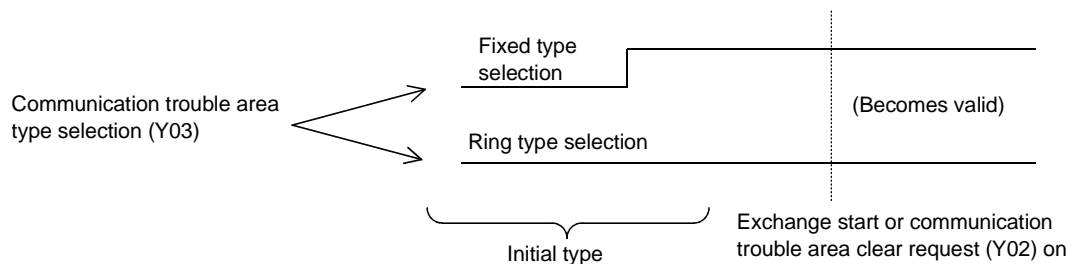 Fixed type
selection
Communication trouble area
type selection (Y03)
(Becomes valid)
Ring type selection
Initial type
Exchange start or communication
trouble area clear request (Y02) on